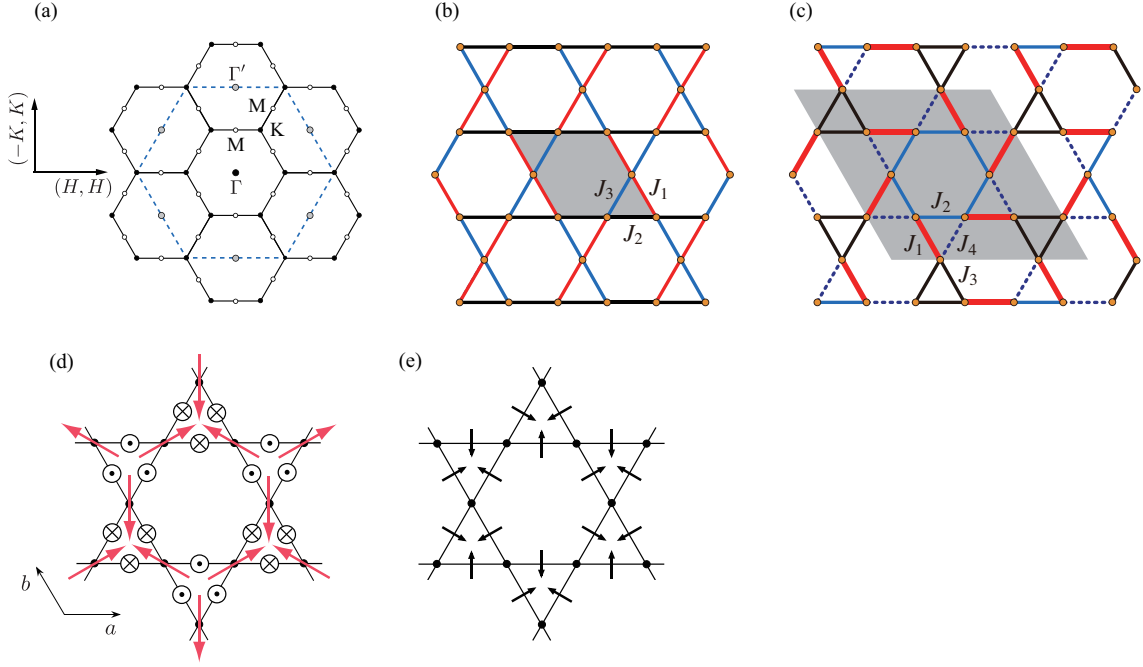 (a)
(−K, K)
(H, H)
Γ′
M
K
M
Γ
(b)
J3
J1
J2
(c)
J2
J1
J4
J3
(d)
b
a
(e)